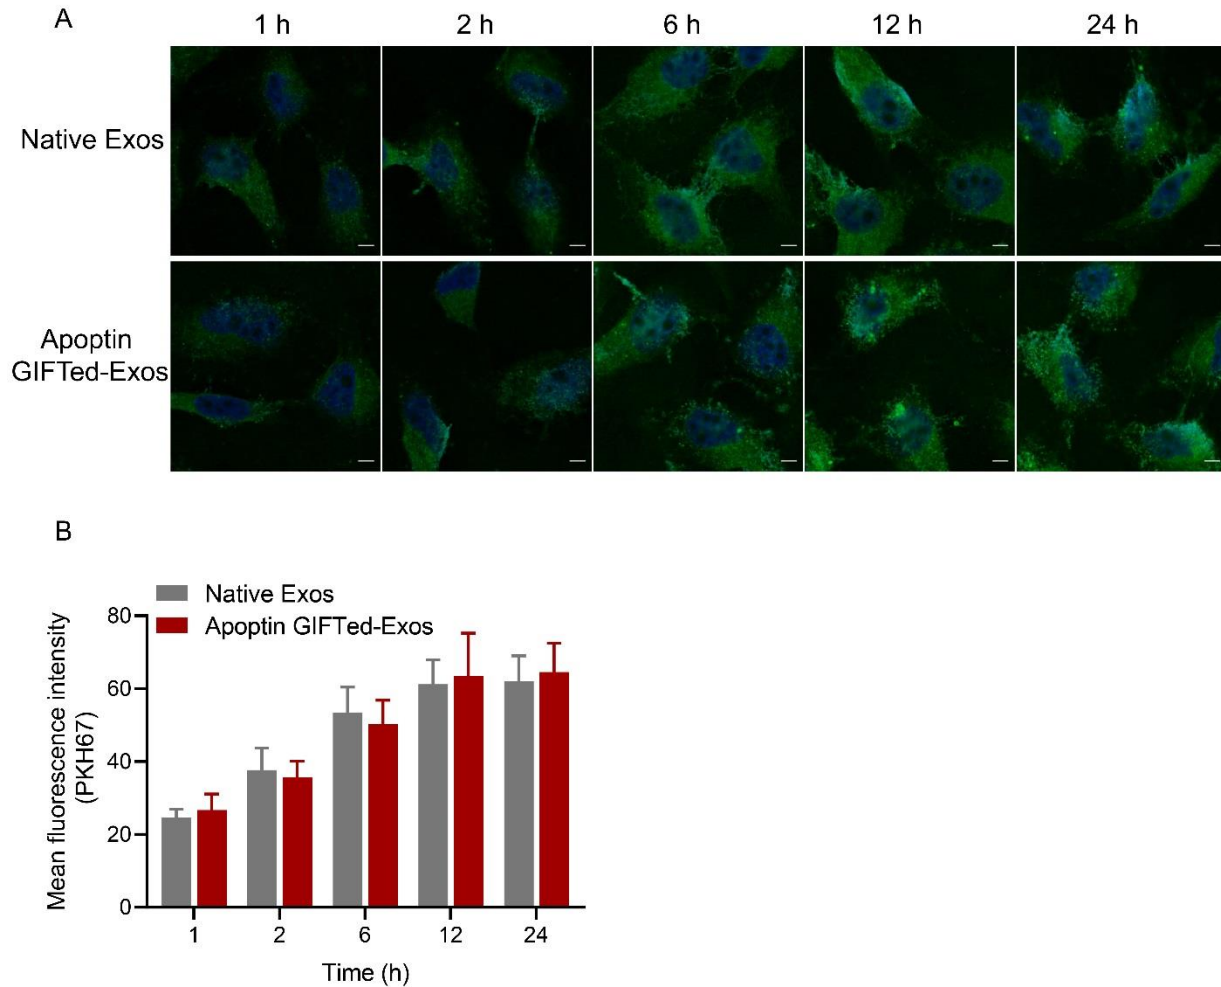 A
1 h 2 h 6 h 12 h 24 h
Native Exos
Apoptin
GIFTed-Exos
B
Native Exos
Apoptin GIFTed-Exos
Mean fluorescence intensity
(PKH67)
80
60
40
20
0
1 2 6 12 24
Time (h)